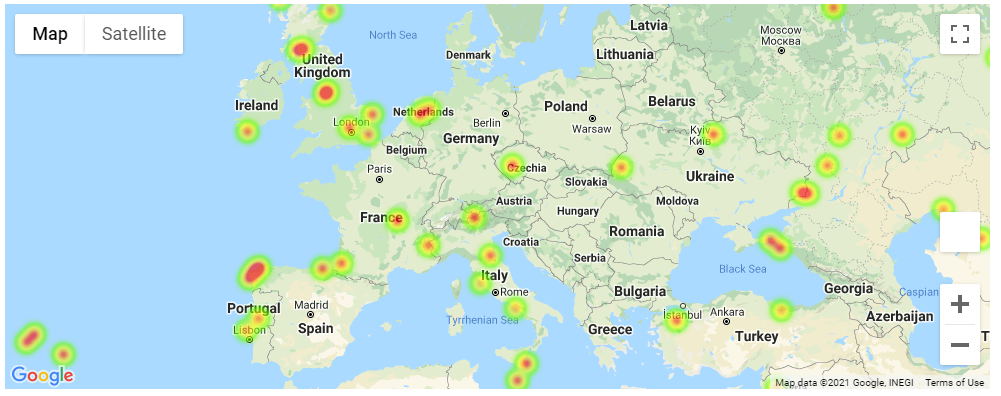 Map
Satellite
North Sea
Denmark
Latvia
Lithuania
Moscow
Москва
United
Kingdom
Ireland
London
Netherlands
Berlin
Poland
Warsaw
Belarus
Germany
Belgium
Kyiv
Київ
Paris
Czechia
Slovakia
Ukraine
France
Austria
Hungary
Moldova
Croatia
Romania
Serbia
Italy
Rome
Black Sea
Georgia
Caspian
Portugal
Madrid
Spain
Lisbon
Tyrrhenian Sea
Bulgaria
İstanbul
Ankara
Greece
Turkey
Azerbaijan
T
Google
Map data ©2021 Google, INEGI
Terms of Use